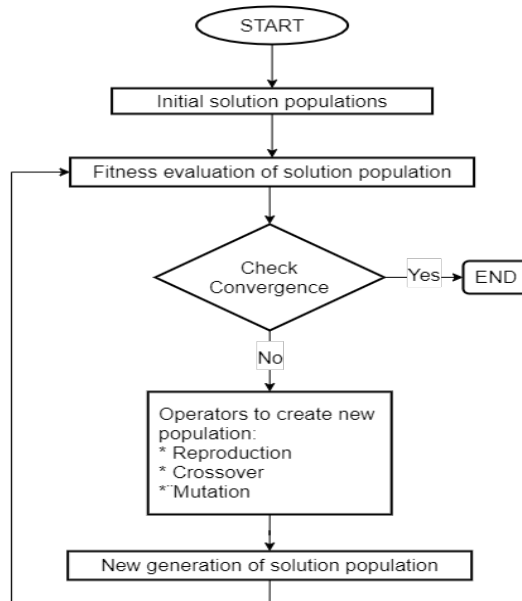 START
Initial solution populations
Fitness evaluation of solution population
Check
Convergence
Yes
END
No
Operators to create new
population:
* Reproduction
* Crossover
*¨Mutation
New generation of solution population